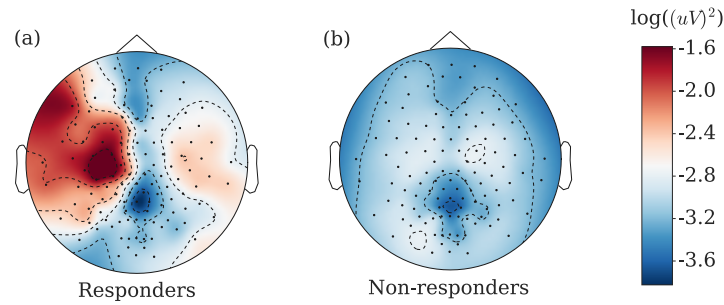 log((uV)²)
(a)
(b)
-1.6
-2.0
-2.4
-2.8
-3.2
-3.6
Responders
Non-responders